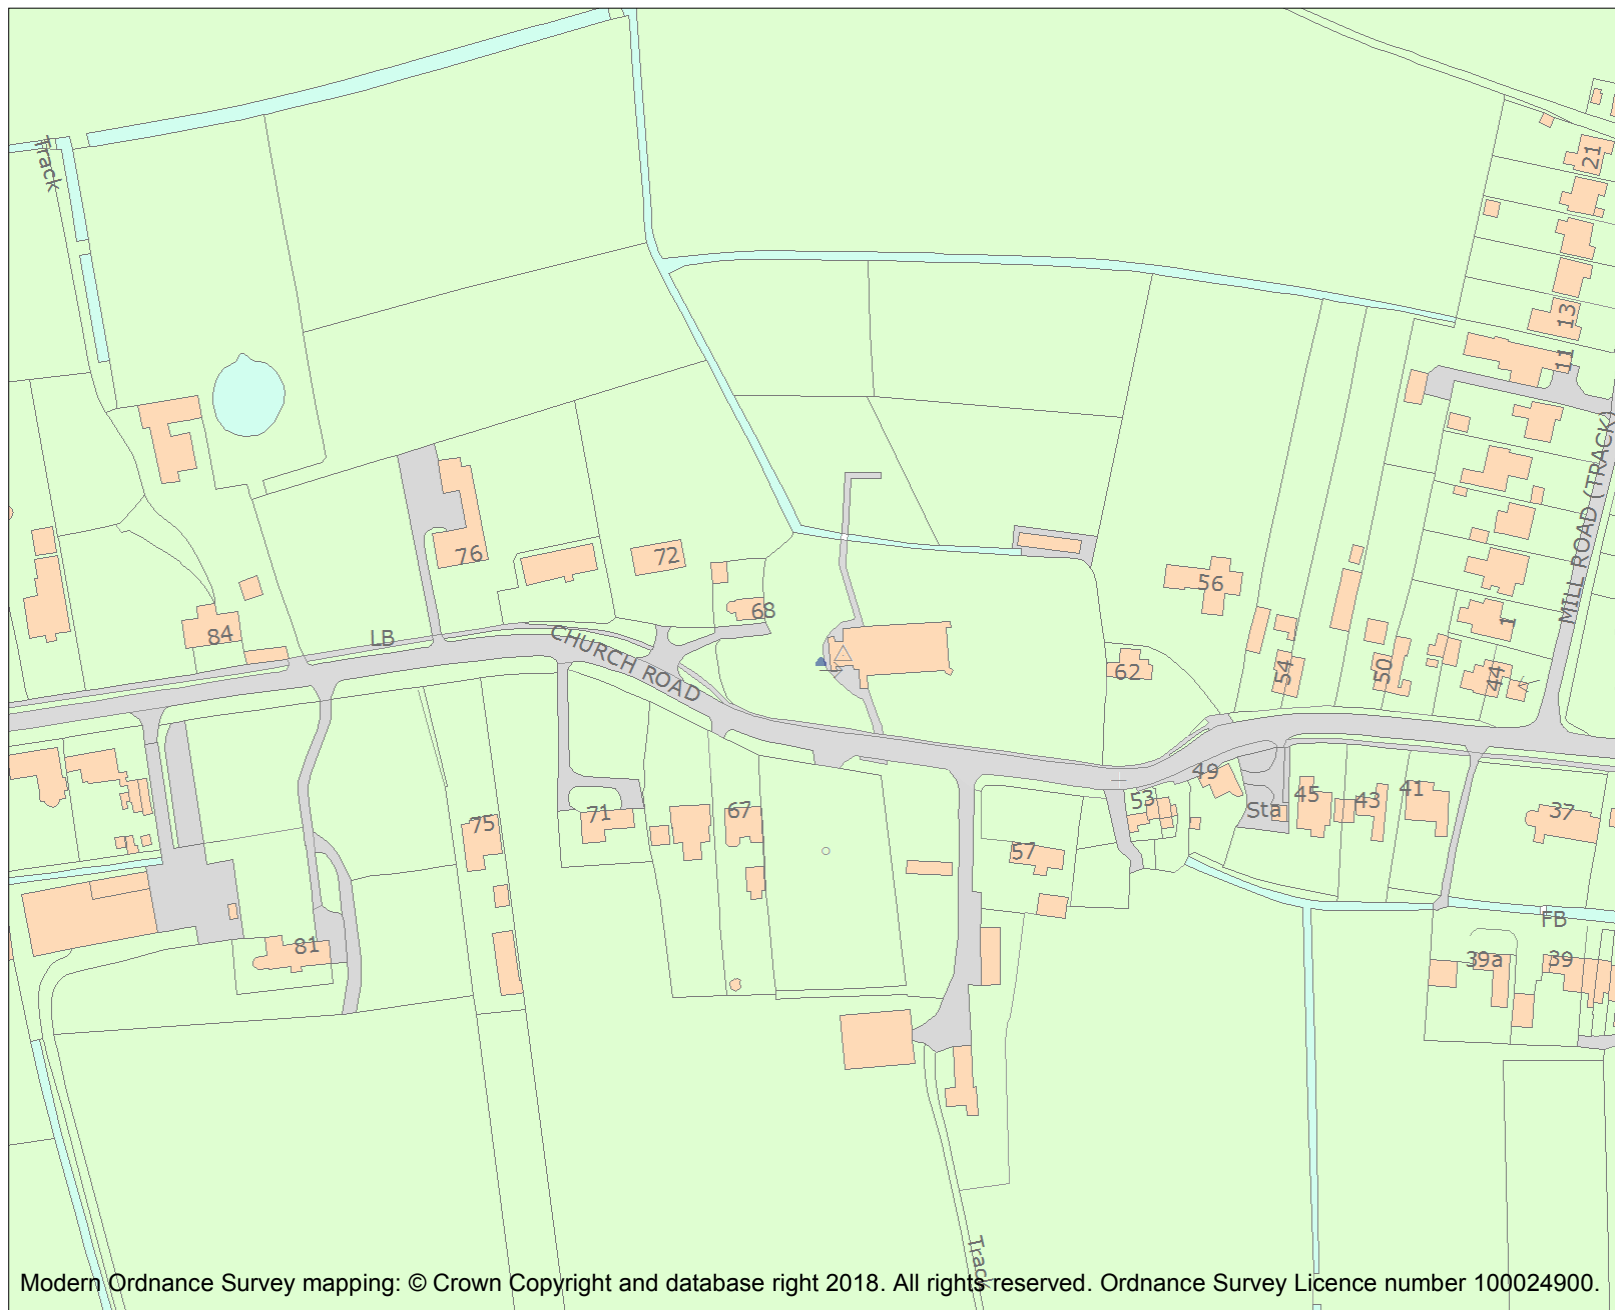 Track
21
13
11
MILL ROAD (TRACK)
76
72
56
68
1
84
LB
CHURCH ROAD
62
54
50
44
49
53
Sta
45
43
41
37
71
67
75
57
FB
81
39a
39
Track
Modern Ordnance Survey mapping: © Crown Copyright and database right 2018. All rights reserved. Ordnance Survey Licence number 100024900.